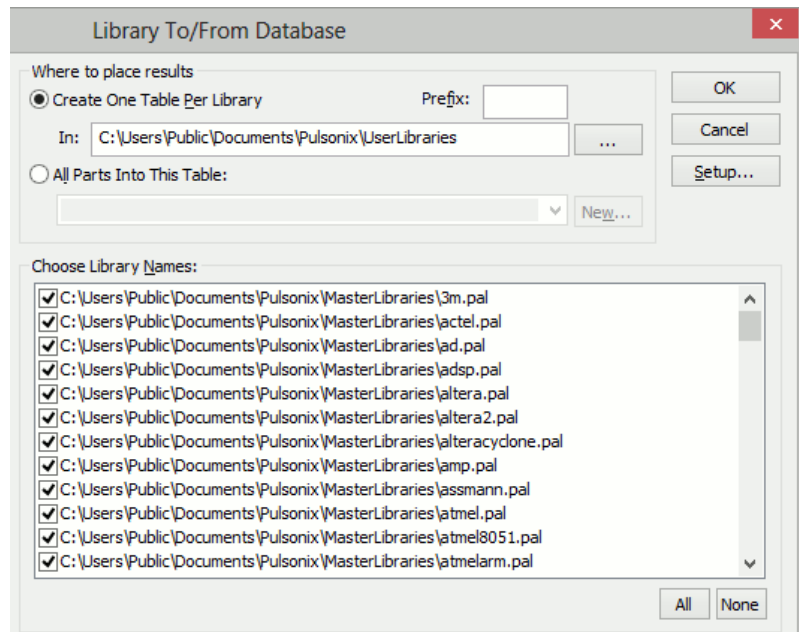 Library To/From Database
Where to place results
Create One Table Per Library
Prefix:
In:
C:\Users\Public\Documents\Pulsonix\UserLibraries
...
All Parts Into This Table:
New...
OK
Cancel
Setup...
Choose Library Names:
C:\Users\Public\Documents\Pulsonix\MasterLibraries\3m.pal
C:\Users\Public\Documents\Pulsonix\MasterLibraries\actel.pal
C:\Users\Public\Documents\Pulsonix\MasterLibraries\ad.pal
C:\Users\Public\Documents\Pulsonix\MasterLibraries\adsp.pal
C:\Users\Public\Documents\Pulsonix\MasterLibraries\altera.pal
C:\Users\Public\Documents\Pulsonix\MasterLibraries\altera2.pal
C:\Users\Public\Documents\Pulsonix\MasterLibraries\alteracyclone.pal
C:\Users\Public\Documents\Pulsonix\MasterLibraries\amp.pal
C:\Users\Public\Documents\Pulsonix\MasterLibraries\assmann.pal
C:\Users\Public\Documents\Pulsonix\MasterLibraries\atmel.pal
C:\Users\Public\Documents\Pulsonix\MasterLibraries\atmel8051.pal
C:\Users\Public\Documents\Pulsonix\MasterLibraries\atmelarm.pal
All
None